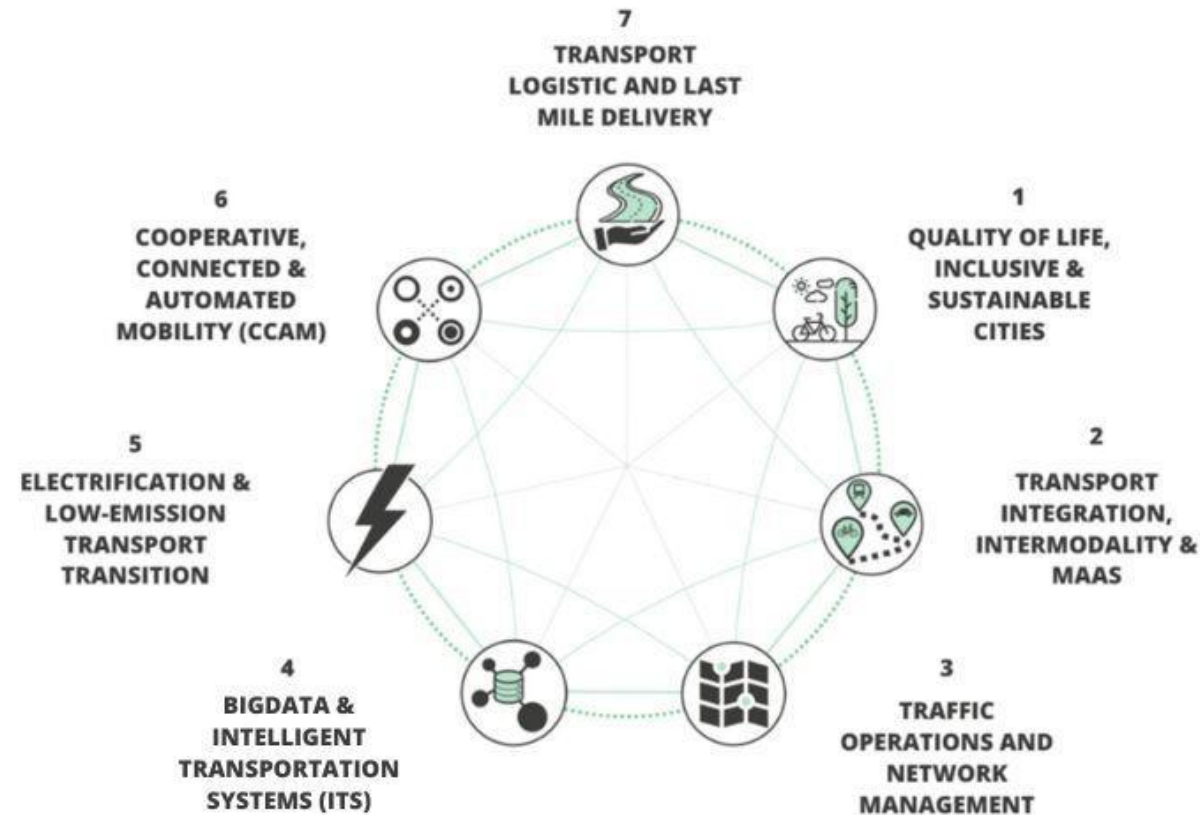 7
TRANSPORT
LOGISTIC AND LAST
MILE DELIVERY
6
COOPERATIVE,
CONNECTED &
AUTOMATED
MOBILITY (CCAM)
1
QUALITY OF LIFE,
INCLUSIVE &
SUSTAINABLE
CITIES
5
ELECTRIFICATION &
LOW-EMISSION
TRANSPORT
TRANSITION
2
TRANSPORT
INTEGRATION,
INTERMODALITY &
MAAS
4
BIGDATA &
INTELLIGENT
TRANSPORTATION
SYSTEMS (ITS)
3
TRAFFIC
OPERATIONS AND
NETWORK
MANAGEMENT